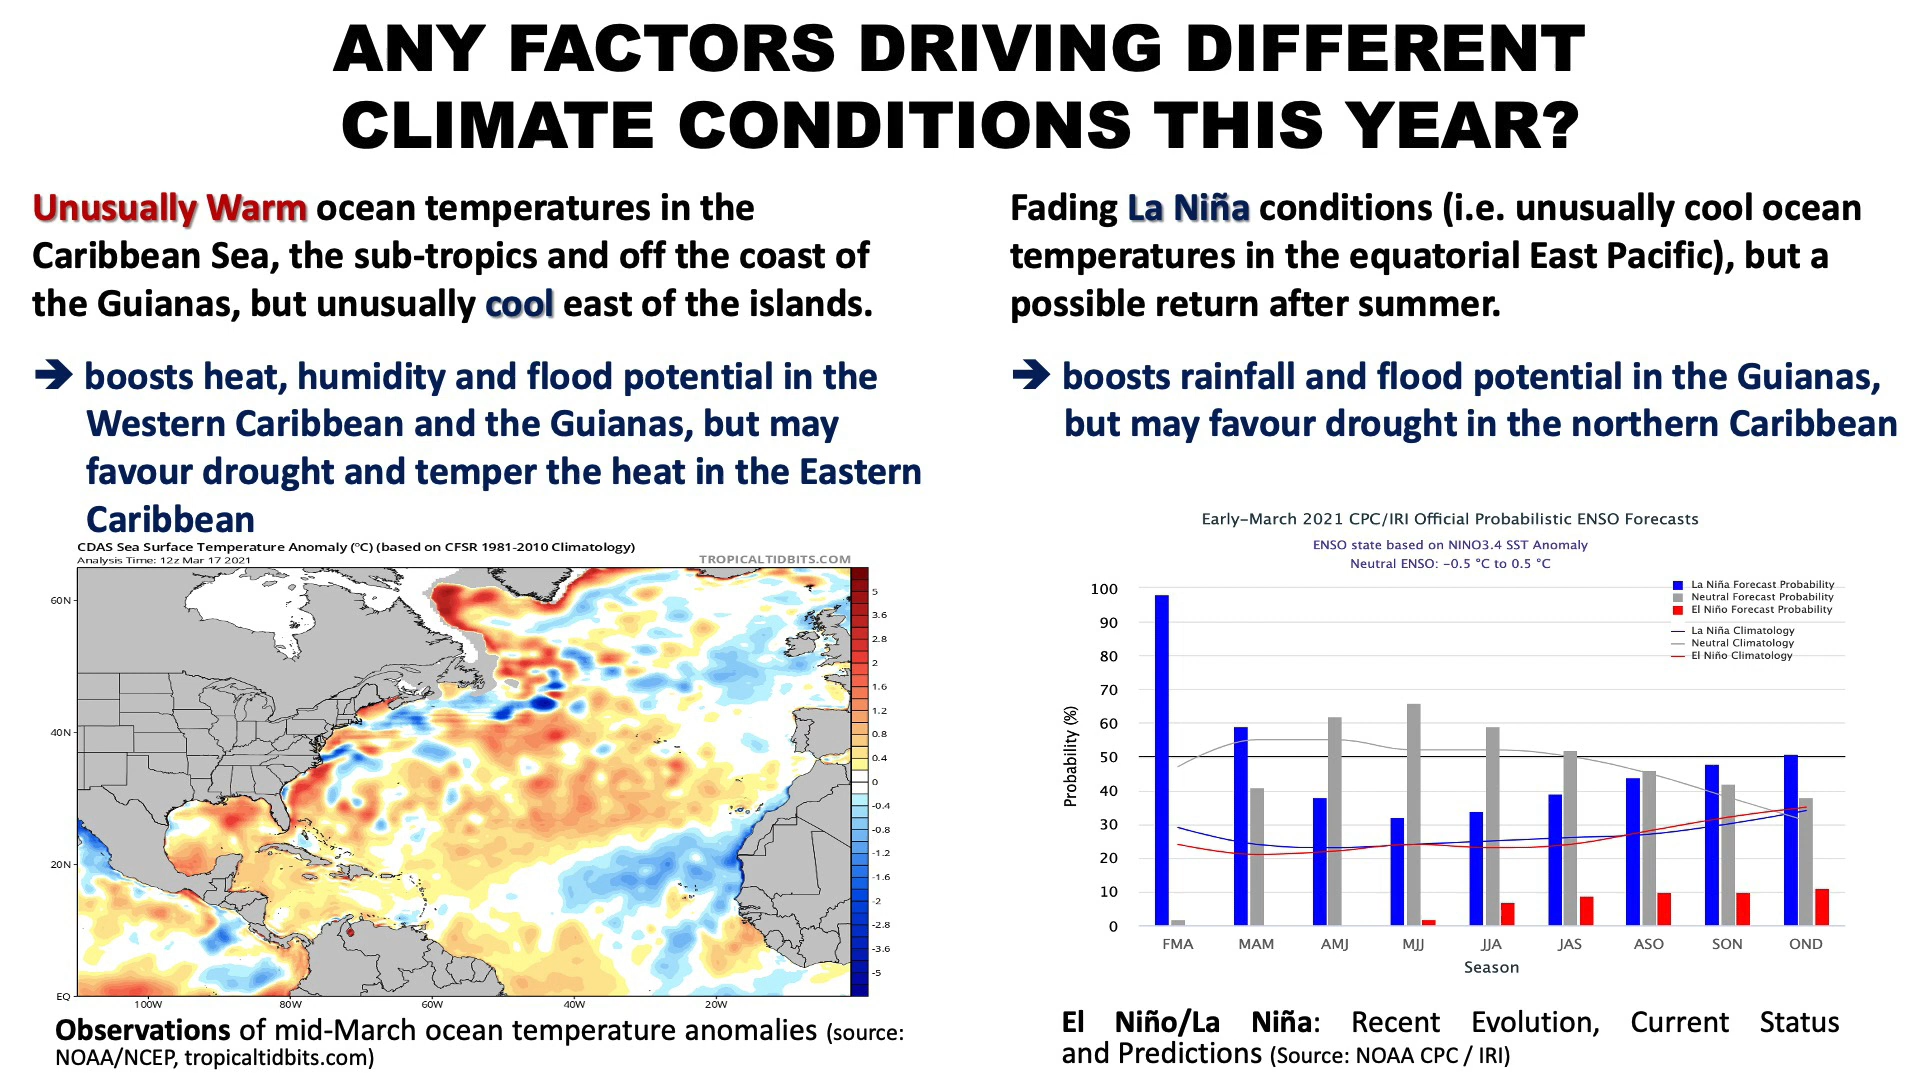 ANY FACTORS DRIVING DIFFERENT
CLIMATE CONDITIONS THIS YEAR?
Unusually Warm ocean temperatures in the
Caribbean Sea, the sub-tropics and off the coast of
the Guianas, but unusually cool east of the islands.
➔ boosts heat, humidity and flood potential in the
Western Caribbean and the Guianas, but may
favour drought and temper the heat in the Eastern
Caribbean
CDAS Sea Surface Temperature Anomaly (°C) (based on CFSR 1981-2010 Climatology)
Analysis Time: 12z Mar 17 2021
TROPICALTIDBITS.COM
60N
40N
20N
EQ
100W
80W
60W
40W
20W
5
3.6
2.8
2
1.6
1.2
0.8
0.4
0
-0.4
-0.8
-1.2
-1.6
-2
-2.8
-3.6
-5
Observations of mid-March ocean temperature anomalies (source:
NOAA/NCEP, tropicaltidbits.com)
Fading La Niña conditions (i.e. unusually cool ocean
temperatures in the equatorial East Pacific), but a
possible return after summer.
➔ boosts rainfall and flood potential in the Guianas,
but may favour drought in the northern Caribbean
Early-March 2021 CPC/IRI Official Probabilistic ENSO Forecasts
ENSO state based on NINO3.4 SST Anomaly
Neutral ENSO: -0.5 °C to 0.5 °C
La Niña Forecast Probability
Neutral Forecast Probability
El Niño Forecast Probability
La Niña Climatology
Neutral Climatology
El Niño Climatology
Probability (%)
100
90
80
70
60
50
40
30
20
10
0
FMA
MAM
AMJ
MJJ
JJA
JAS
ASO
SON
OND
Season
El Niño/La Niña: Recent Evolution, Current Status
and Predictions (Source: NOAA CPC / IRI)